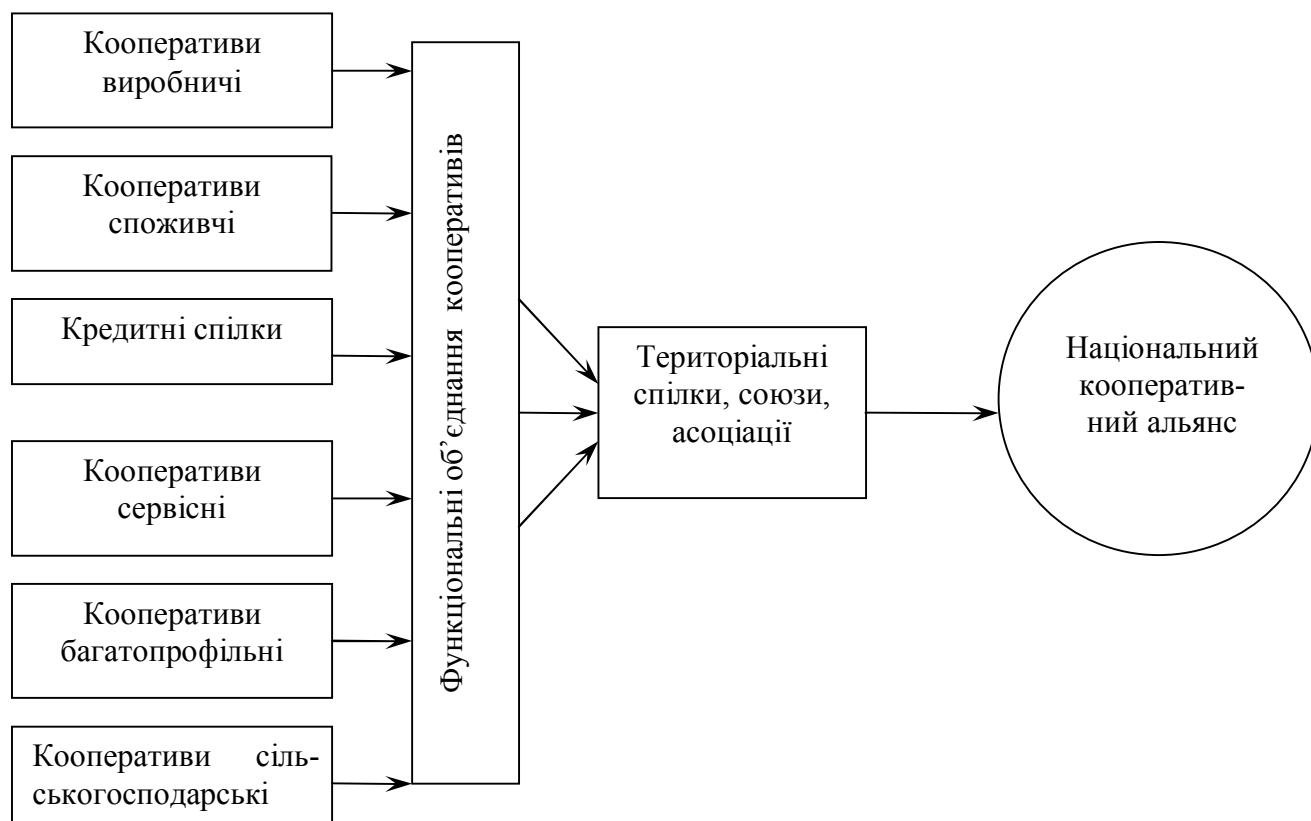 Кооперативи
виробничі
Кооперативи
споживчі
Кредитні спілки
Кооперативи
сервісні
Кооперативи
багатопрофільні
Кооперативи сіль-
ськогосподарські
Функціональні об’єднання кооперативів
Територіальні
спілки, союзи,
асоціації
Національний
кооператив-
ний альянс